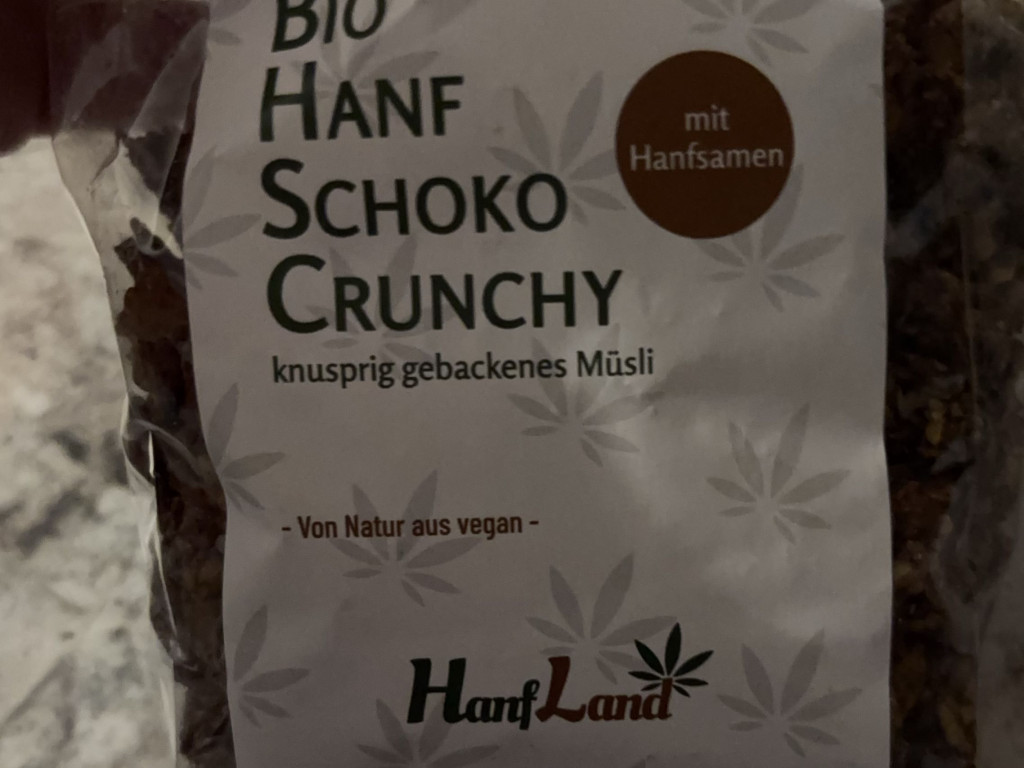 BIO
HANF
SCHOKO
CRUNCHY
knusprig gebackenes Müsli
mit
Hanfsamen
- Von Natur aus vegan -
HanfLand